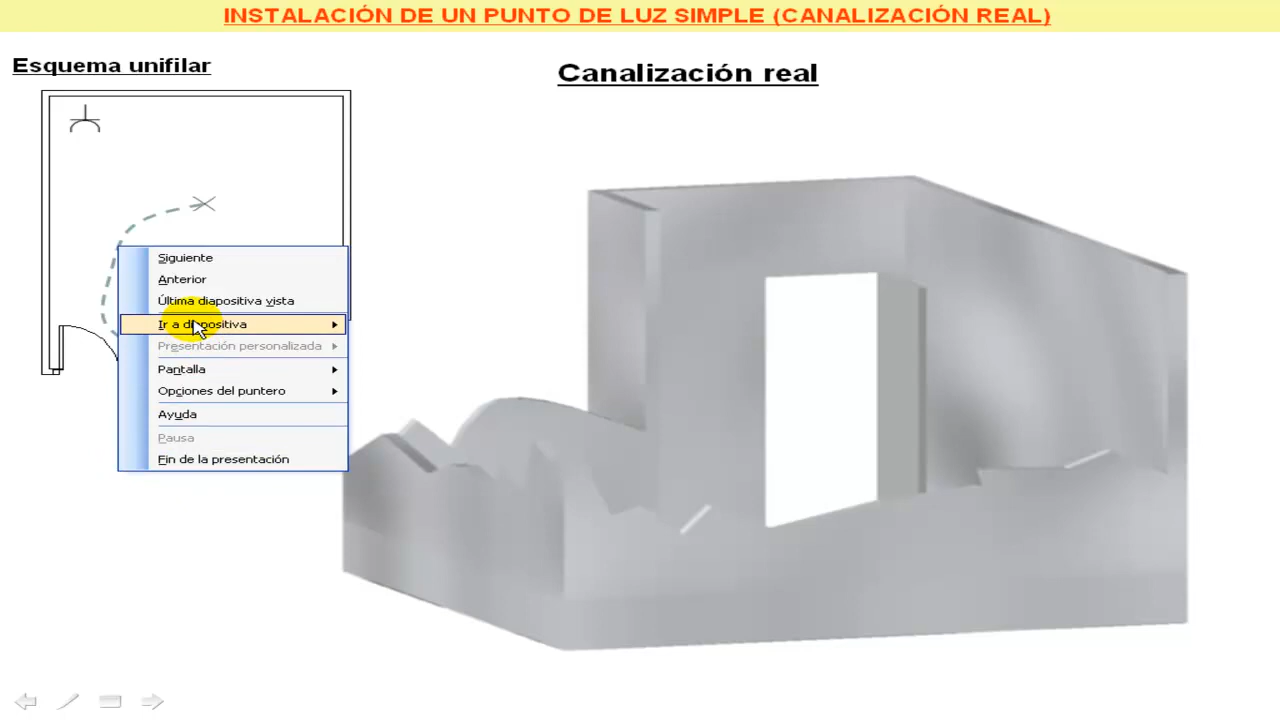 INSTALACIÓN DE UN PUNTO DE LUZ SIMPLE (CANALIZACIÓN REAL)
Esquema unifilar
Canalización real
Siguiente
Anterior
Última diapositiva vista
Ir a diapositiva
Presentación personalizada
Pantalla
Opciones del puntero
Ayuda
Pausa
Fin de la presentación